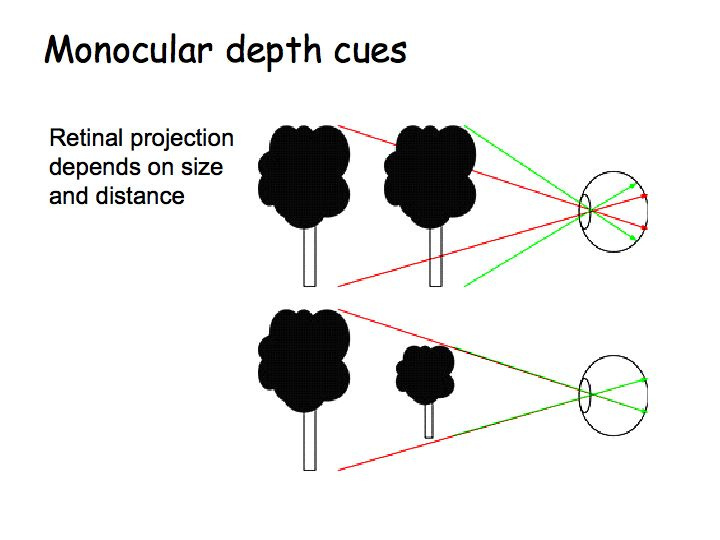 Monocular depth cues
Retinal projection
depends on size
and distance